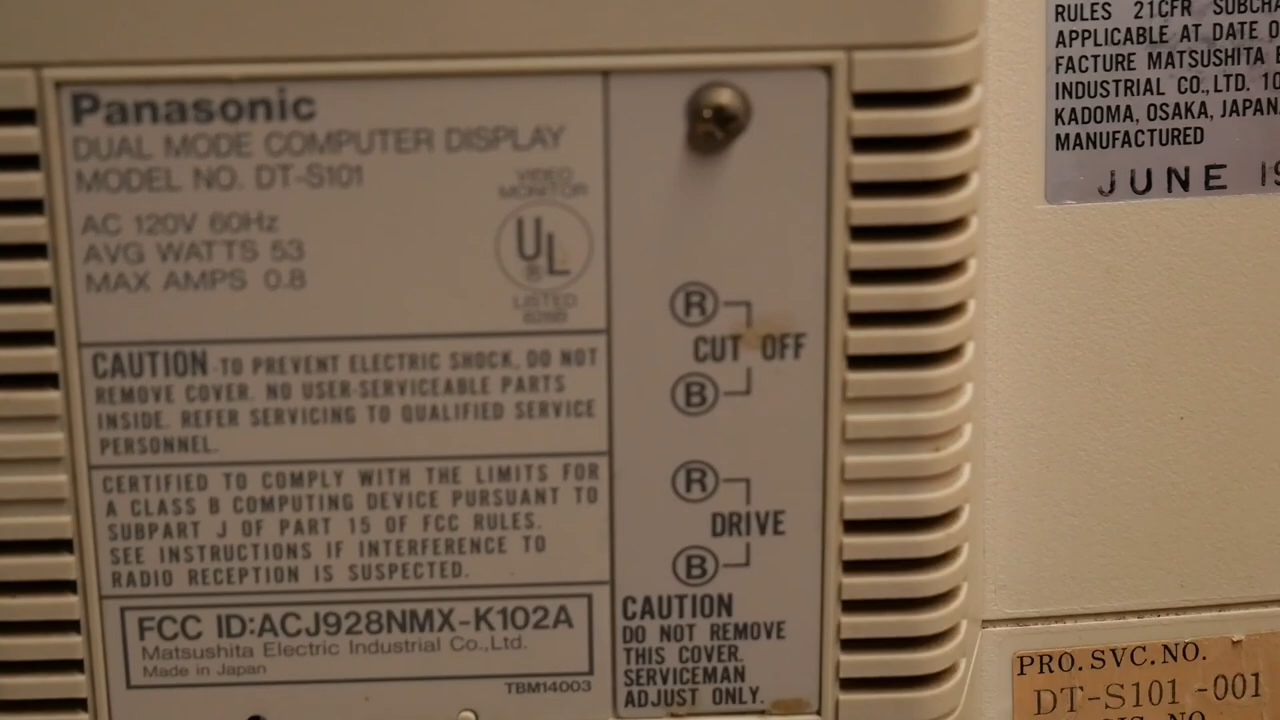 Panasonic
DUAL MODE COMPUTER DISPLAY
MODEL NO. DT-S101
AC 120V 60Hz
AVG WATTS 53
MAX AMPS 0.8
VIDEO
MONITOR
UL
®
LISTED
CAUTION-TO PREVENT ELECTRIC SHOCK, DO NOT
REMOVE COVER. NO USER-SERVICEABLE PARTS
INSIDE. REFER SERVICING TO QUALIFIED SERVICE
PERSONNEL.
CERTIFIED TO COMPLY WITH THE LIMITS FOR
A CLASS B COMPUTING DEVICE PURSUANT TO
SUBPART J OF PART 15 OF FCC RULES.
SEE INSTRUCTIONS IF INTERFERENCE TO
RADIO RECEPTION IS SUSPECTED.
FCC ID:ACJ928NMX-K102A
Matsushita Electric Industrial Co.,Ltd.
Made in Japan
TBM14003
R
CUT OFF
B
R
DRIVE
B
CAUTION
DO NOT REMOVE
THIS COVER.
SERVICEMAN
ADJUST ONLY.
RULES 21CFR SUBCHA
APPLICABLE AT DATE O
FACTURE MATSUSHITA E
INDUSTRIAL CO.,LTD. 10
KADOMA, OSAKA, JAPAN
MANUFACTURED
JUNE 19
PRO. SVC. NO.
DT-S101 -001
NO